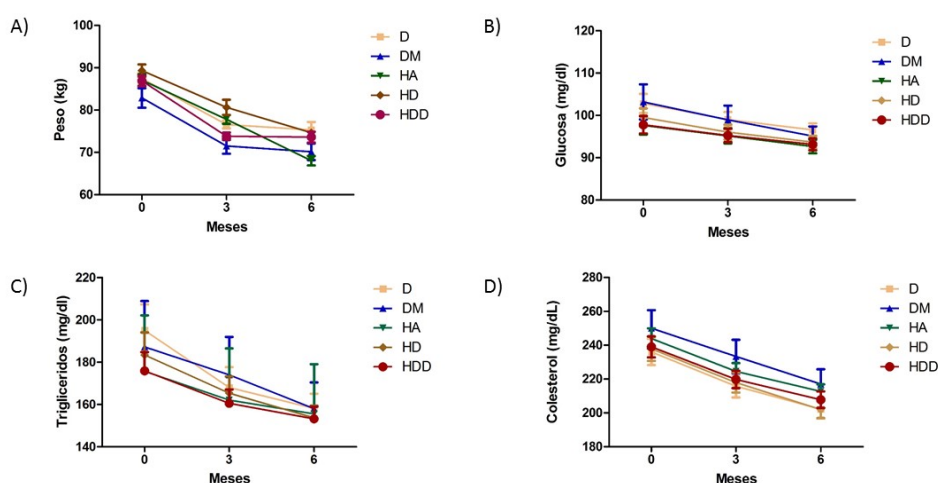 A)
Peso (kg)
100
90
80
70
60
0 3 6
Meses
D
DM
HA
HD
HDD
B)
Glucosa (mg/dl)
120
110
100
90
80
0 3 6
Meses
D
DM
HA
HD
HDD
C)
Trigliceridos (mg/dl)
220
200
180
160
140
0 3 6
Meses
D
DM
HA
HD
HDD
D)
Colesterol (mg/dL)
280
260
240
220
200
180
0 3 6
Meses
D
DM
HA
HD
HDD